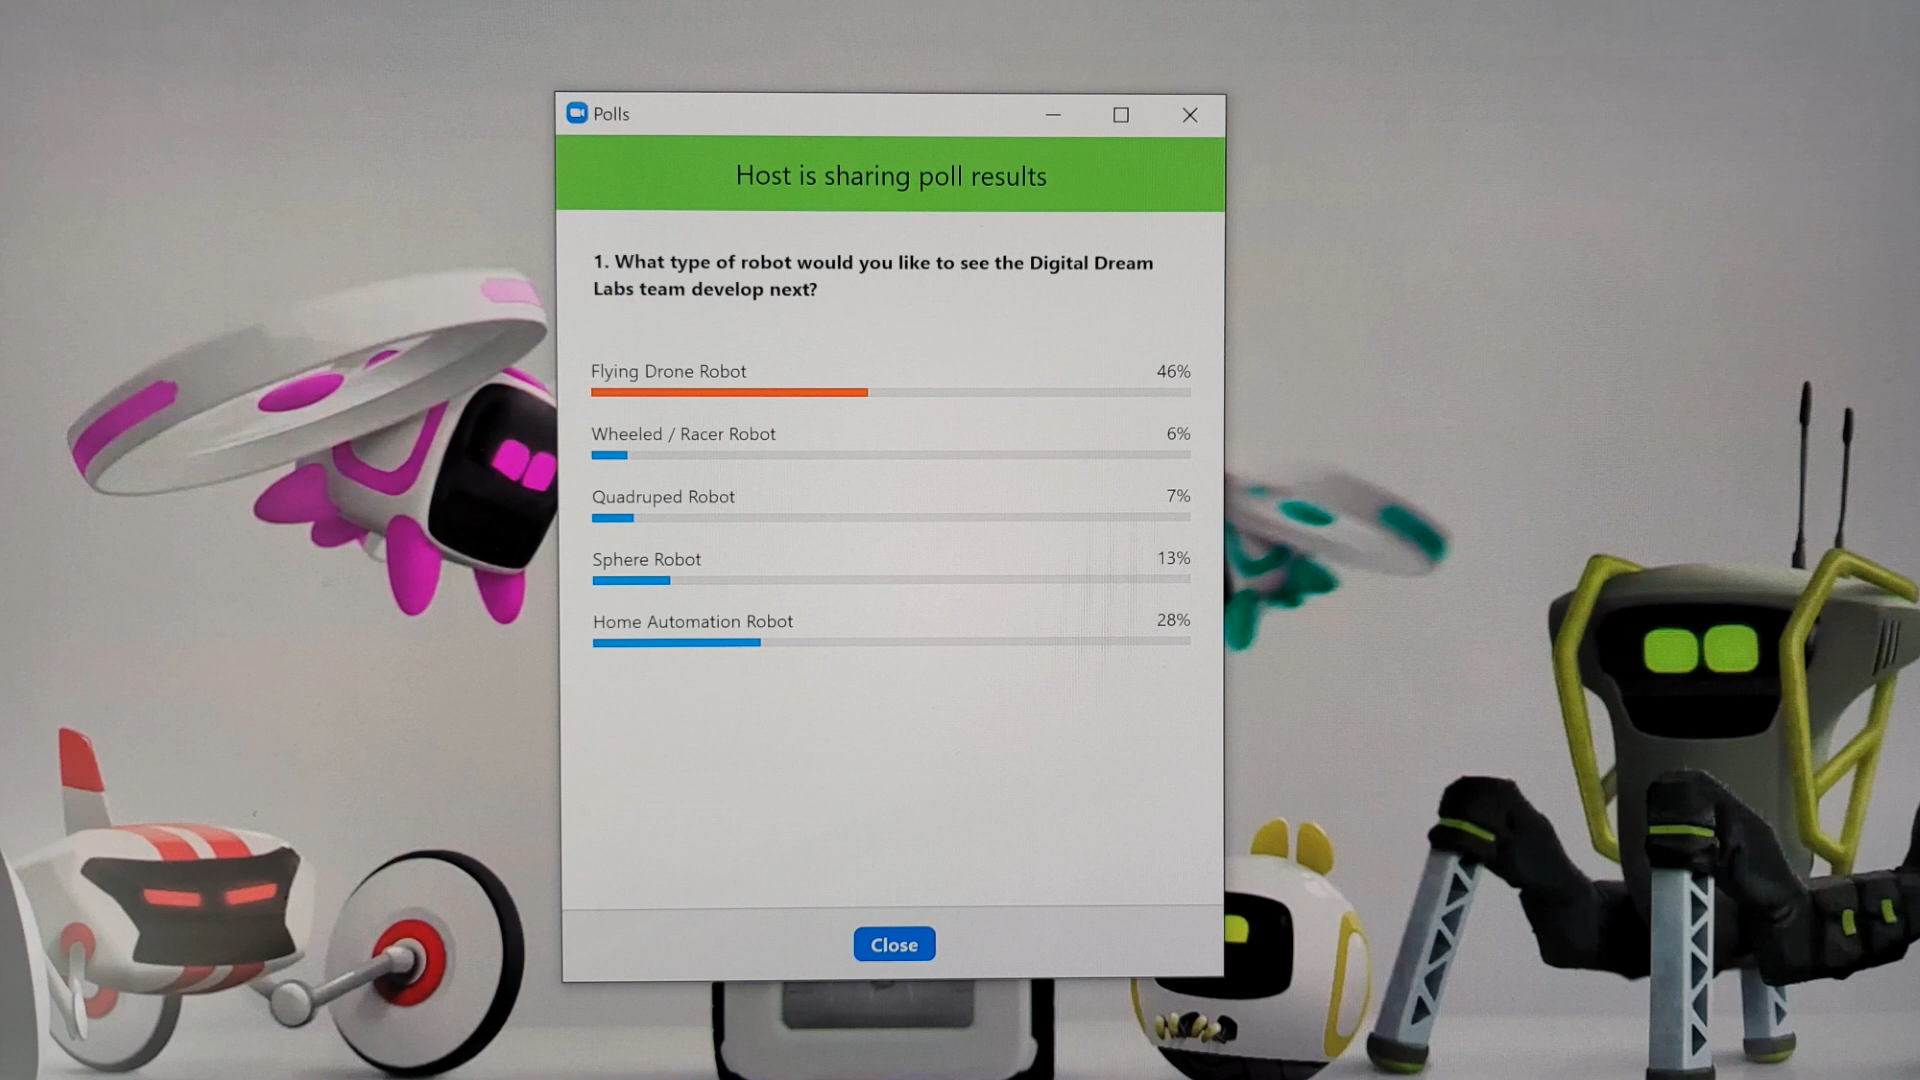 Polls
Host is sharing poll results
1. What type of robot would you like to see the Digital Dream
Labs team develop next?
Flying Drone Robot 46%
Wheeled / Racer Robot 6%
Quadruped Robot 7%
Sphere Robot 13%
Home Automation Robot 28%
Close